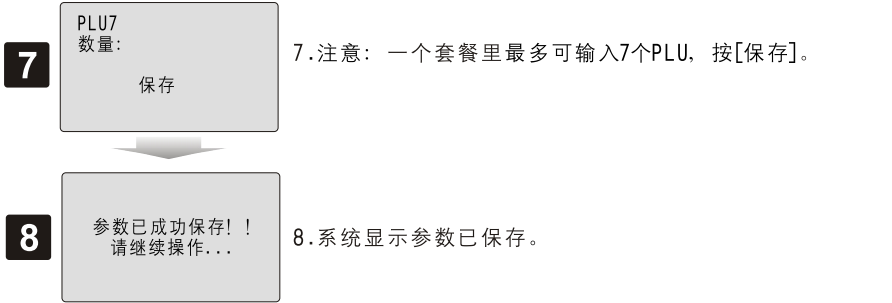 7
PLU7
数量:
保存
7.注意: 一个套餐里最多可输入7个PLU, 按[保存]。
8
参数已成功保存!!
请继续操作...
8.系统显示参数已保存。